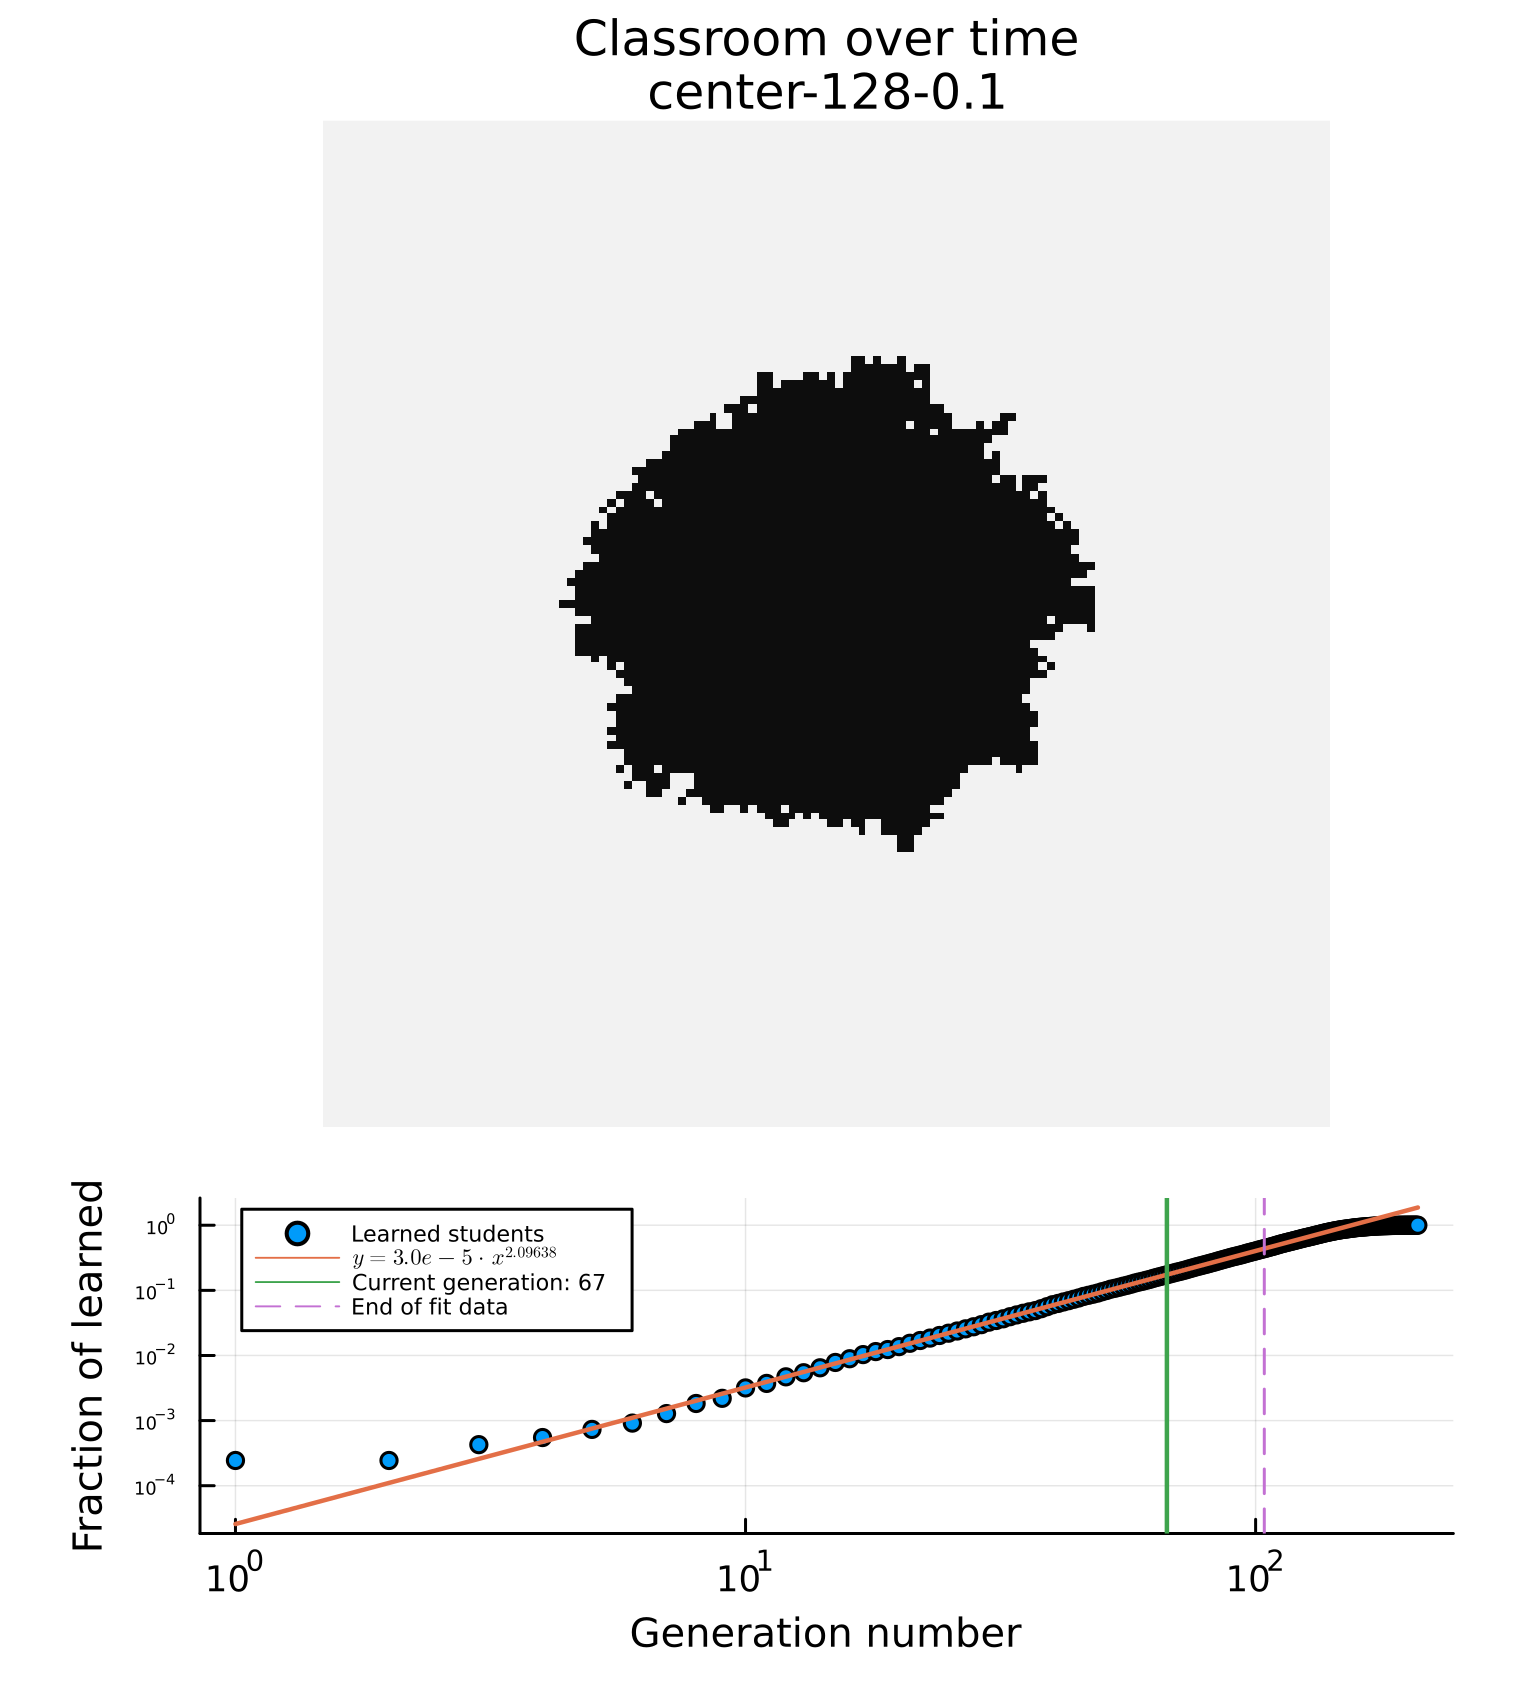 Classroom over time
center-128-0.1
Fraction of learned
10^0
10^-1
10^-2
10^-3
10^-4
Learned students
y = 3.0e − 5 · x^2.09638
Current generation: 67
End of fit data
10^0 10^1 10^2
Generation number